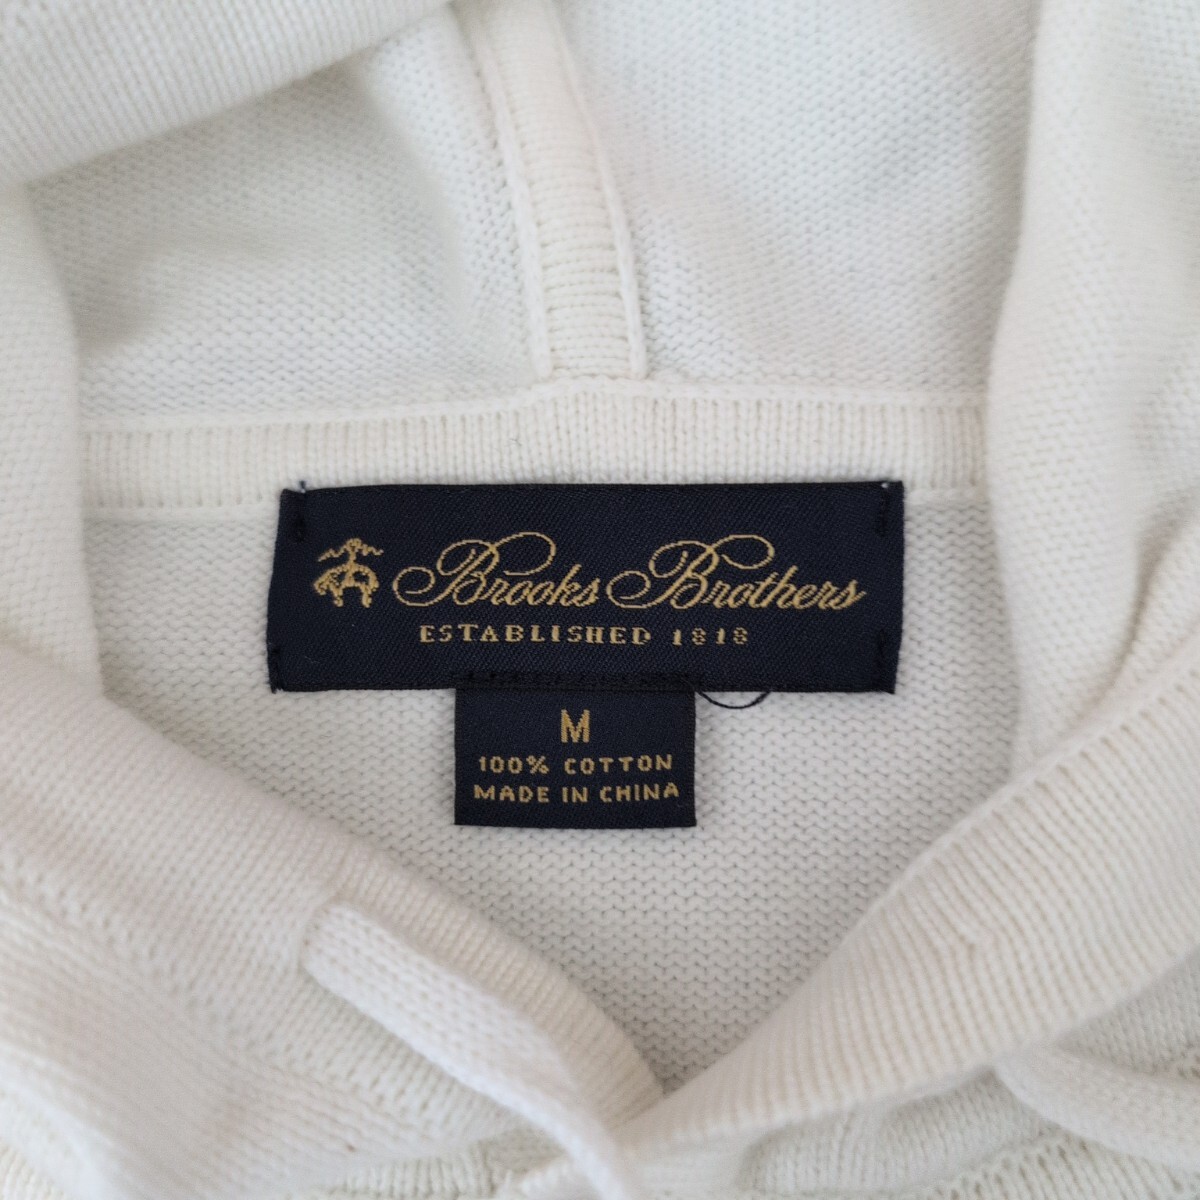 Brooks Brothers
ESTABLISHED 1818
M
100% COTTON
MADE IN CHINA